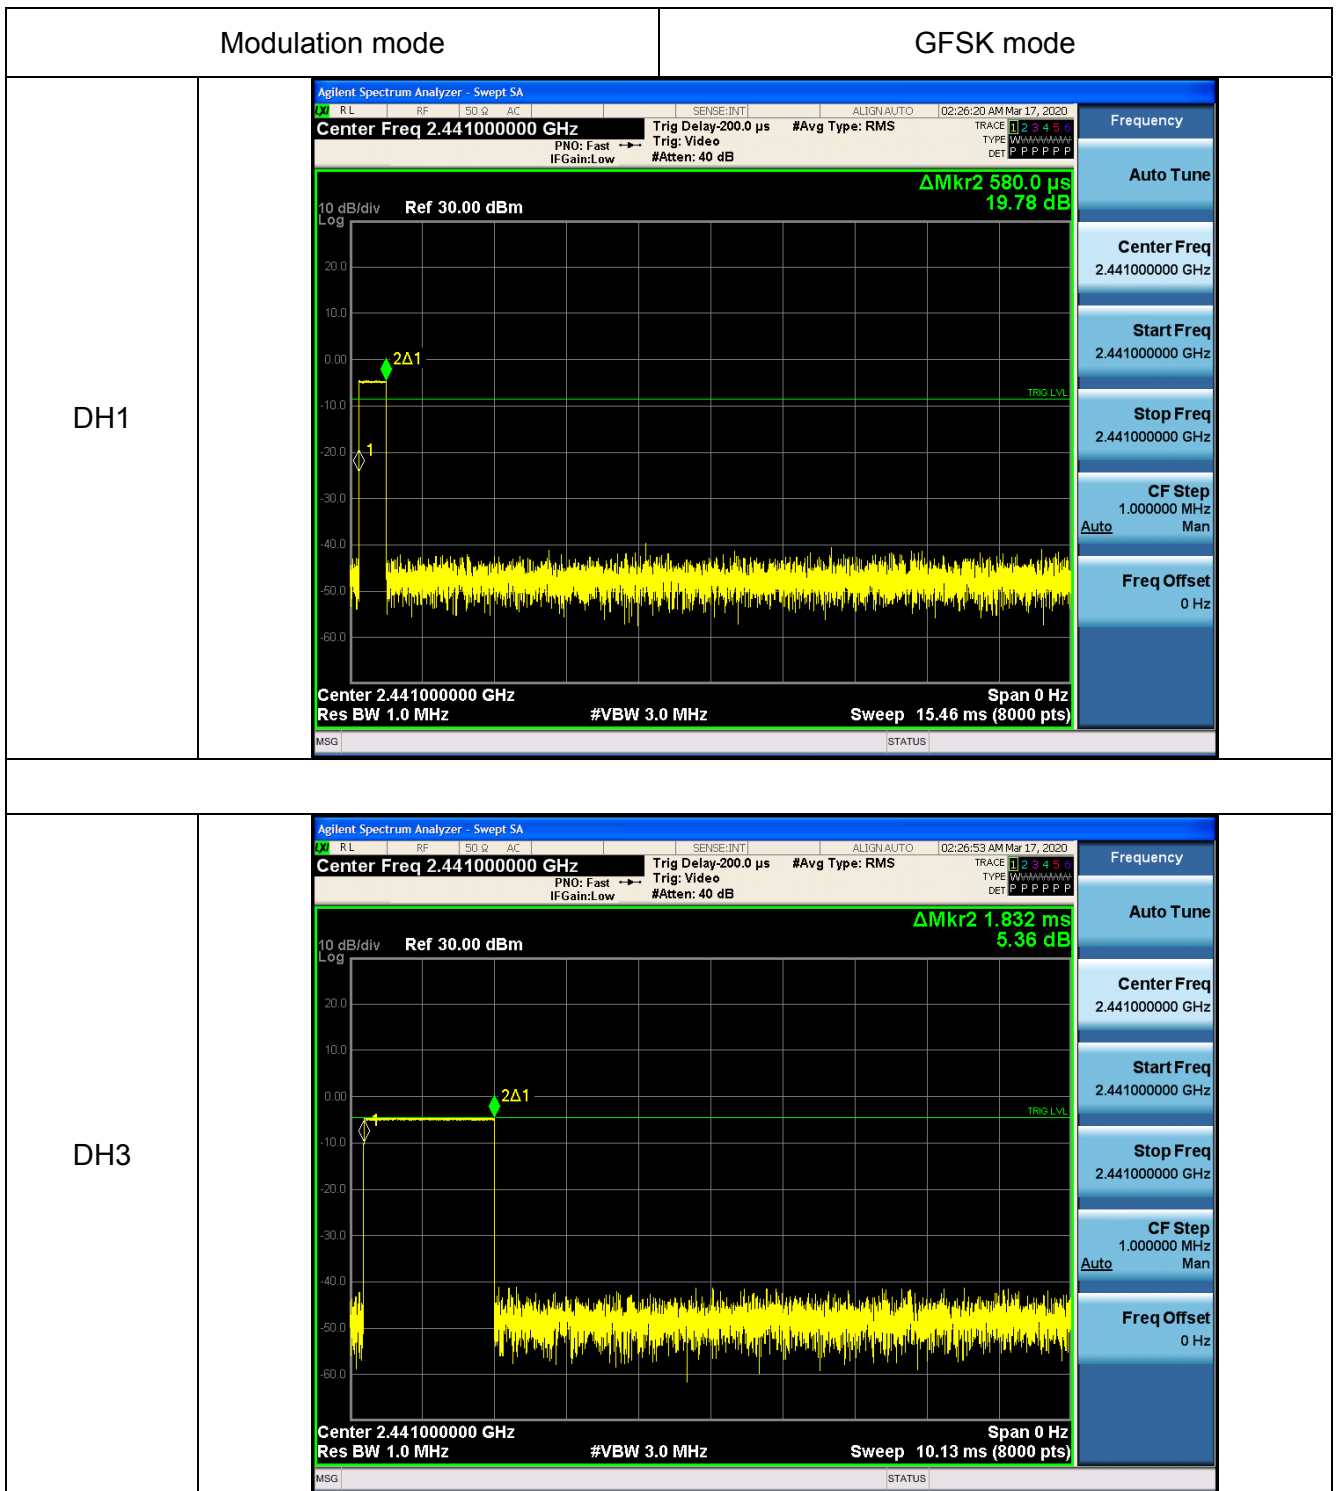 Modulation mode
GFSK mode
DH1
Agilent Spectrum Analyzer - Swept SA
LXI RL RF 50 Ω AC SENSE:INT ALIGN AUTO 02:26:20 AM Mar 17, 2020
Center Freq 2.441000000 GHz
PNO: Fast
IFGain:Low
Trig Delay-200.0 µs
Trig: Video
#Atten: 40 dB
#Avg Type: RMS
TRACE 1 2 3 4 5 6
TYPE W
DET P P P P P P
ΔMkr2 580.0 µs
19.78 dB
10 dB/div Ref 30.00 dBm
Log
20.0
10.0
0.00
-10.0
-20.0
-30.0
-40.0
-50.0
-60.0
2Δ1
TRIG LVL
1
Center 2.441000000 GHz Span 0 Hz
Res BW 1.0 MHz #VBW 3.0 MHz Sweep 15.46 ms (8000 pts)
MSG STATUS
Frequency
Auto Tune
Center Freq
2.441000000 GHz
Start Freq
2.441000000 GHz
Stop Freq
2.441000000 GHz
CF Step
1.000000 MHz
Auto Man
Freq Offset
0 Hz
DH3
Agilent Spectrum Analyzer - Swept SA
LXI RL RF 50 Ω AC SENSE:INT ALIGN AUTO 02:26:53 AM Mar 17, 2020
Center Freq 2.441000000 GHz
PNO: Fast
IFGain:Low
Trig Delay-200.0 µs
Trig: Video
#Atten: 40 dB
#Avg Type: RMS
TRACE 1 2 3 4 5 6
TYPE W
DET P P P P P P
ΔMkr2 1.832 ms
5.36 dB
10 dB/div Ref 30.00 dBm
Log
20.0
10.0
0.00
-10.0
-20.0
-30.0
-40.0
-50.0
-60.0
2Δ1
TRIG LVL
1
Center 2.441000000 GHz Span 0 Hz
Res BW 1.0 MHz #VBW 3.0 MHz Sweep 10.13 ms (8000 pts)
MSG STATUS
Frequency
Auto Tune
Center Freq
2.441000000 GHz
Start Freq
2.441000000 GHz
Stop Freq
2.441000000 GHz
CF Step
1.000000 MHz
Auto Man
Freq Offset
0 Hz